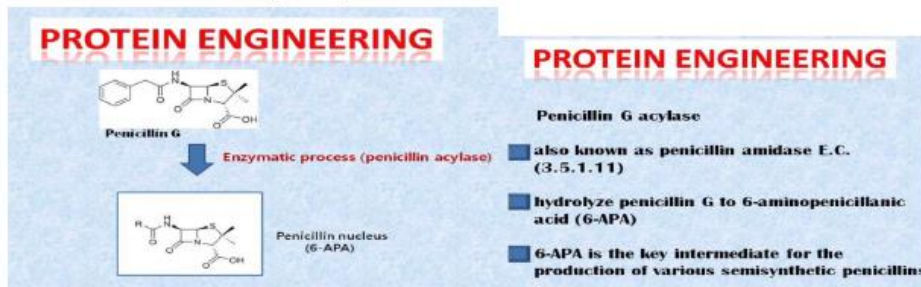 PROTEIN ENGINEERING
H
N
S
O
N
O
O
OH
Penicillin G
Enzymatic process (penicillin acylase)
R
H
N
S
O
N
O
O
OH
Penicillin nucleus
(6-APA)
PROTEIN ENGINEERING
Penicillin G acylase
also known as penicillin amidase E.C.
(3.5.1.11)
hydrolyze penicillin G to 6-aminopenicillanic
acid (6-APA)
6-APA is the key intermediate for the
production of various semisynthetic penicillins